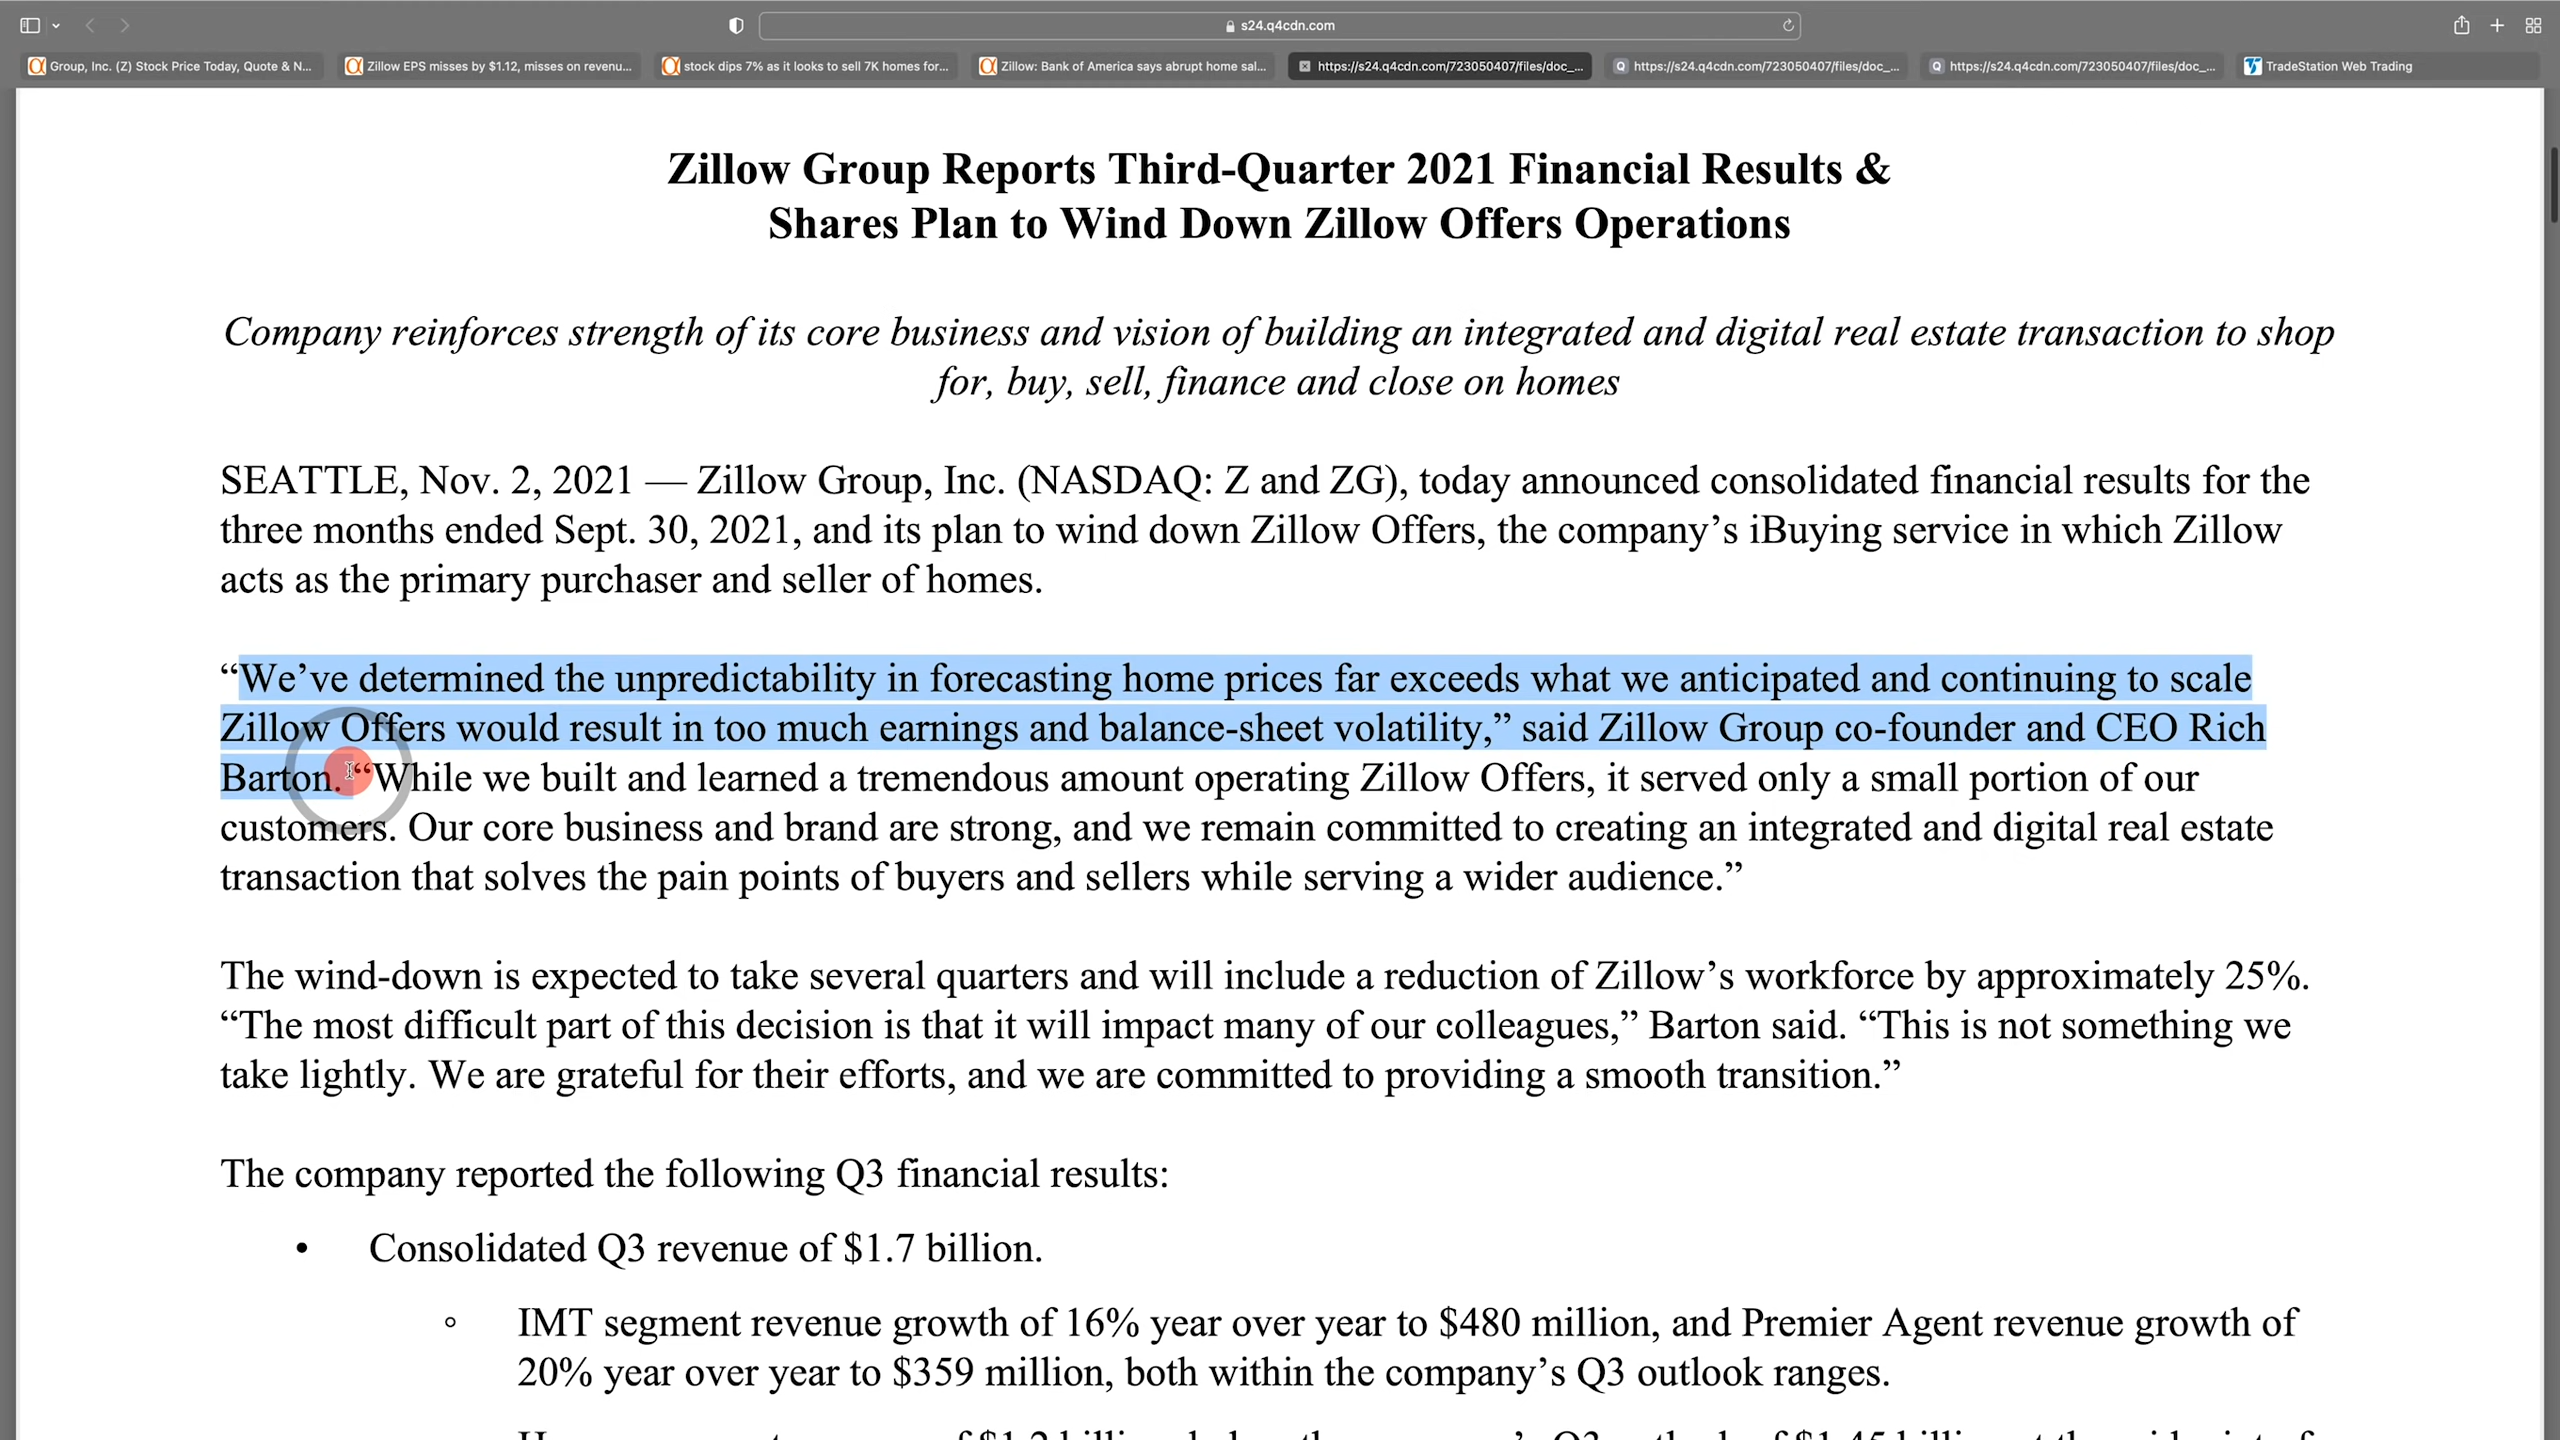 s24.q4cdn.com
Group, Inc. (Z) Stock Price Today, Quote & N...
Zillow EPS misses by $1.12, misses on revenu...
stock dips 7% as it looks to sell 7K homes for...
Zillow: Bank of America says abrupt home sal...
https://s24.q4cdn.com/723050407/files/doc_...
https://s24.q4cdn.com/723050407/files/doc_...
https://s24.q4cdn.com/723050407/files/doc_...
TradeStation Web Trading
Zillow Group Reports Third-Quarter 2021 Financial Results &
Shares Plan to Wind Down Zillow Offers Operations
Company reinforces strength of its core business and vision of building an integrated and digital real estate transaction to shop
for, buy, sell, finance and close on homes
SEATTLE, Nov. 2, 2021 — Zillow Group, Inc. (NASDAQ: Z and ZG), today announced consolidated financial results for the
three months ended Sept. 30, 2021, and its plan to wind down Zillow Offers, the company’s iBuying service in which Zillow
acts as the primary purchaser and seller of homes.
“We’ve determined the unpredictability in forecasting home prices far exceeds what we anticipated and continuing to scale
Zillow Offers would result in too much earnings and balance-sheet volatility,” said Zillow Group co-founder and CEO Rich
Barton. “While we built and learned a tremendous amount operating Zillow Offers, it served only a small portion of our
customers. Our core business and brand are strong, and we remain committed to creating an integrated and digital real estate
transaction that solves the pain points of buyers and sellers while serving a wider audience.”
The wind-down is expected to take several quarters and will include a reduction of Zillow’s workforce by approximately 25%.
“The most difficult part of this decision is that it will impact many of our colleagues,” Barton said. “This is not something we
take lightly. We are grateful for their efforts, and we are committed to providing a smooth transition.”
The company reported the following Q3 financial results:
• Consolidated Q3 revenue of $1.7 billion.
◦ IMT segment revenue growth of 16% year over year to $480 million, and Premier Agent revenue growth of
20% year over year to $359 million, both within the company’s Q3 outlook ranges.